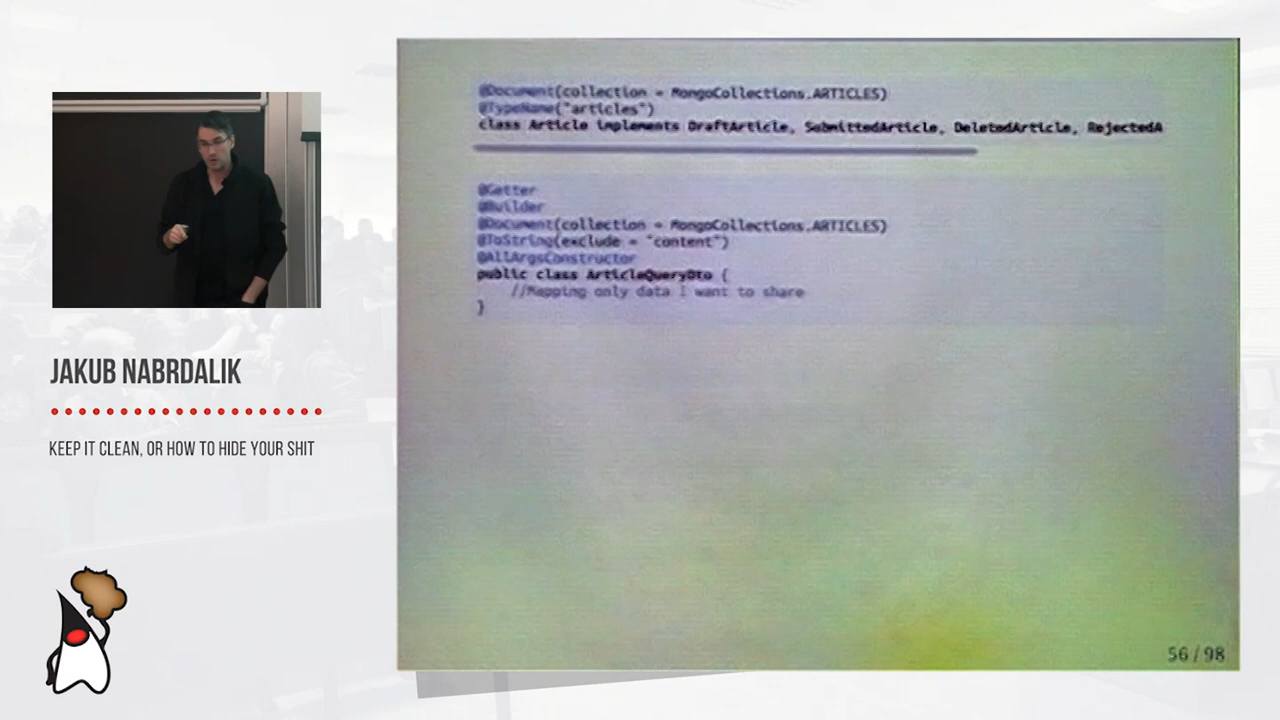 JAKUB NABRDALIK
KEEP IT CLEAN, OR HOW TO HIDE YOUR SHIT
@Document(collection = MongoCollections.ARTICLES)
@TypeName("articles")
class Article implements DraftArticle, SubmittedArticle, DeletedArticle, RejectedA
@Getter
@Builder
@Document(collection = MongoCollections.ARTICLES)
@ToString(exclude = "content")
@AllArgsConstructor
public class ArticleQueryDto {
//Mapping only data I want to share
}
56 / 98